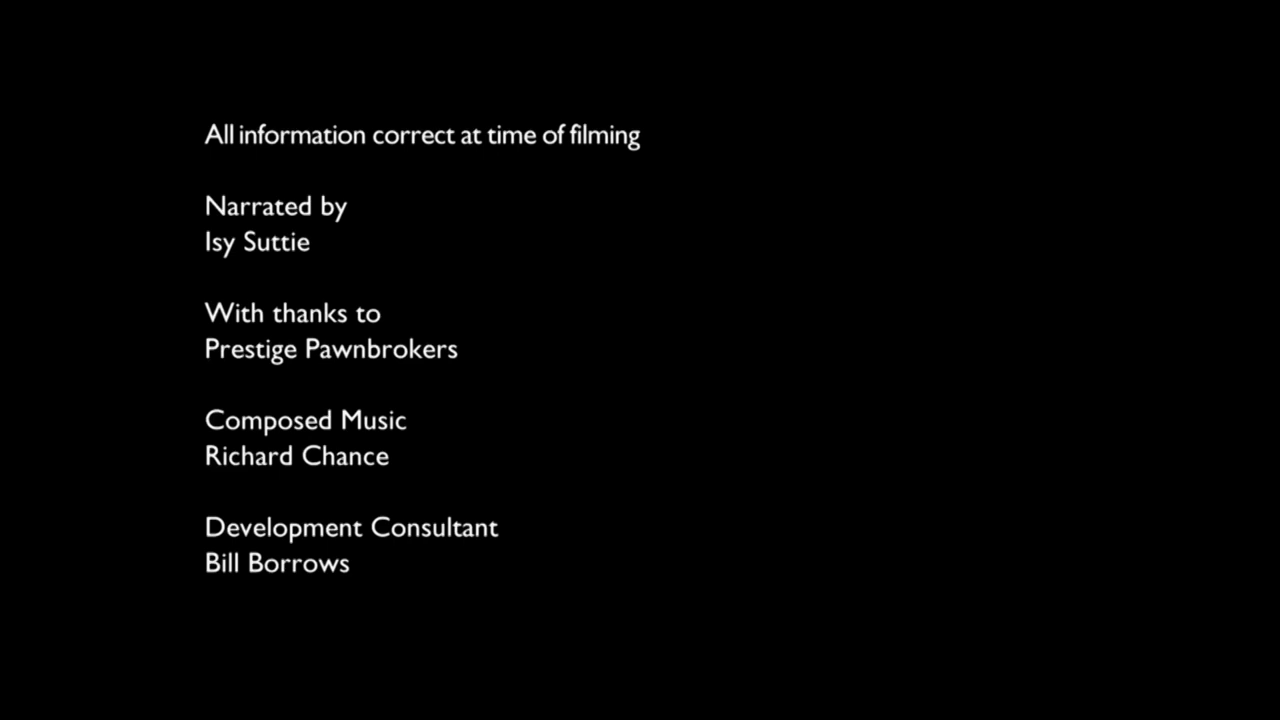 All information correct at time of filming
Narrated by
Isy Suttie
With thanks to
Prestige Pawnbrokers
Composed Music
Richard Chance
Development Consultant
Bill Borrows